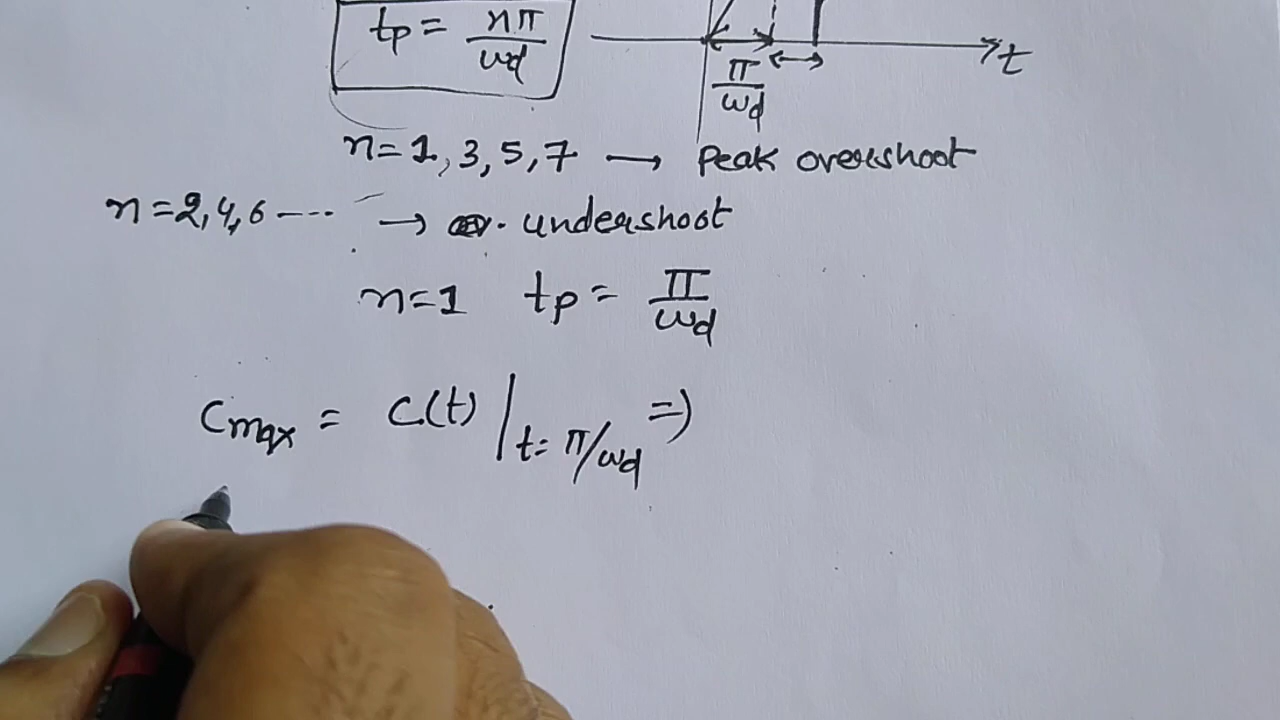 tp = nπ/ωd
t
π/ωd
n=1, 3, 5, 7 → Peak overshoot
n=2,4,6 ---- → undershoot
n=1 tp = π/ωd
Cmax = C(t) | t= π/ωd =>